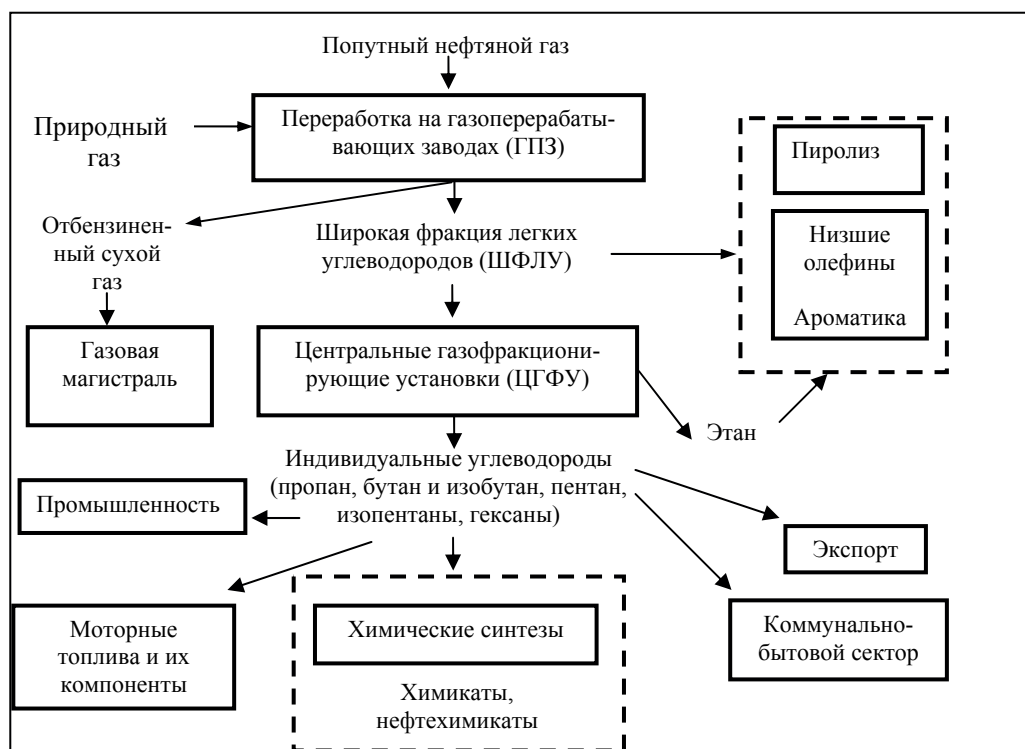 Попутный нефтяной газ
Природный
газ
Переработка на газоперерабаты-
вающих заводах (ГПЗ)
Пиролиз
Отбензинен-
ный сухой
газ
Широкая фракция легких
углеводородов (ШФЛУ)
Низшие
олефины
Ароматика
Газовая
магистраль
Центральные газофракциони-
рующие установки (ЦГФУ)
Этан
Индивидуальные углеводороды
(пропан, бутан и изобутан, пентан,
изопентаны, гексаны)
Промышленность
Экспорт
Моторные
топлива и их
компоненты
Химические синтезы
Химикаты,
нефтехимикаты
Коммунально-
бытовой сектор